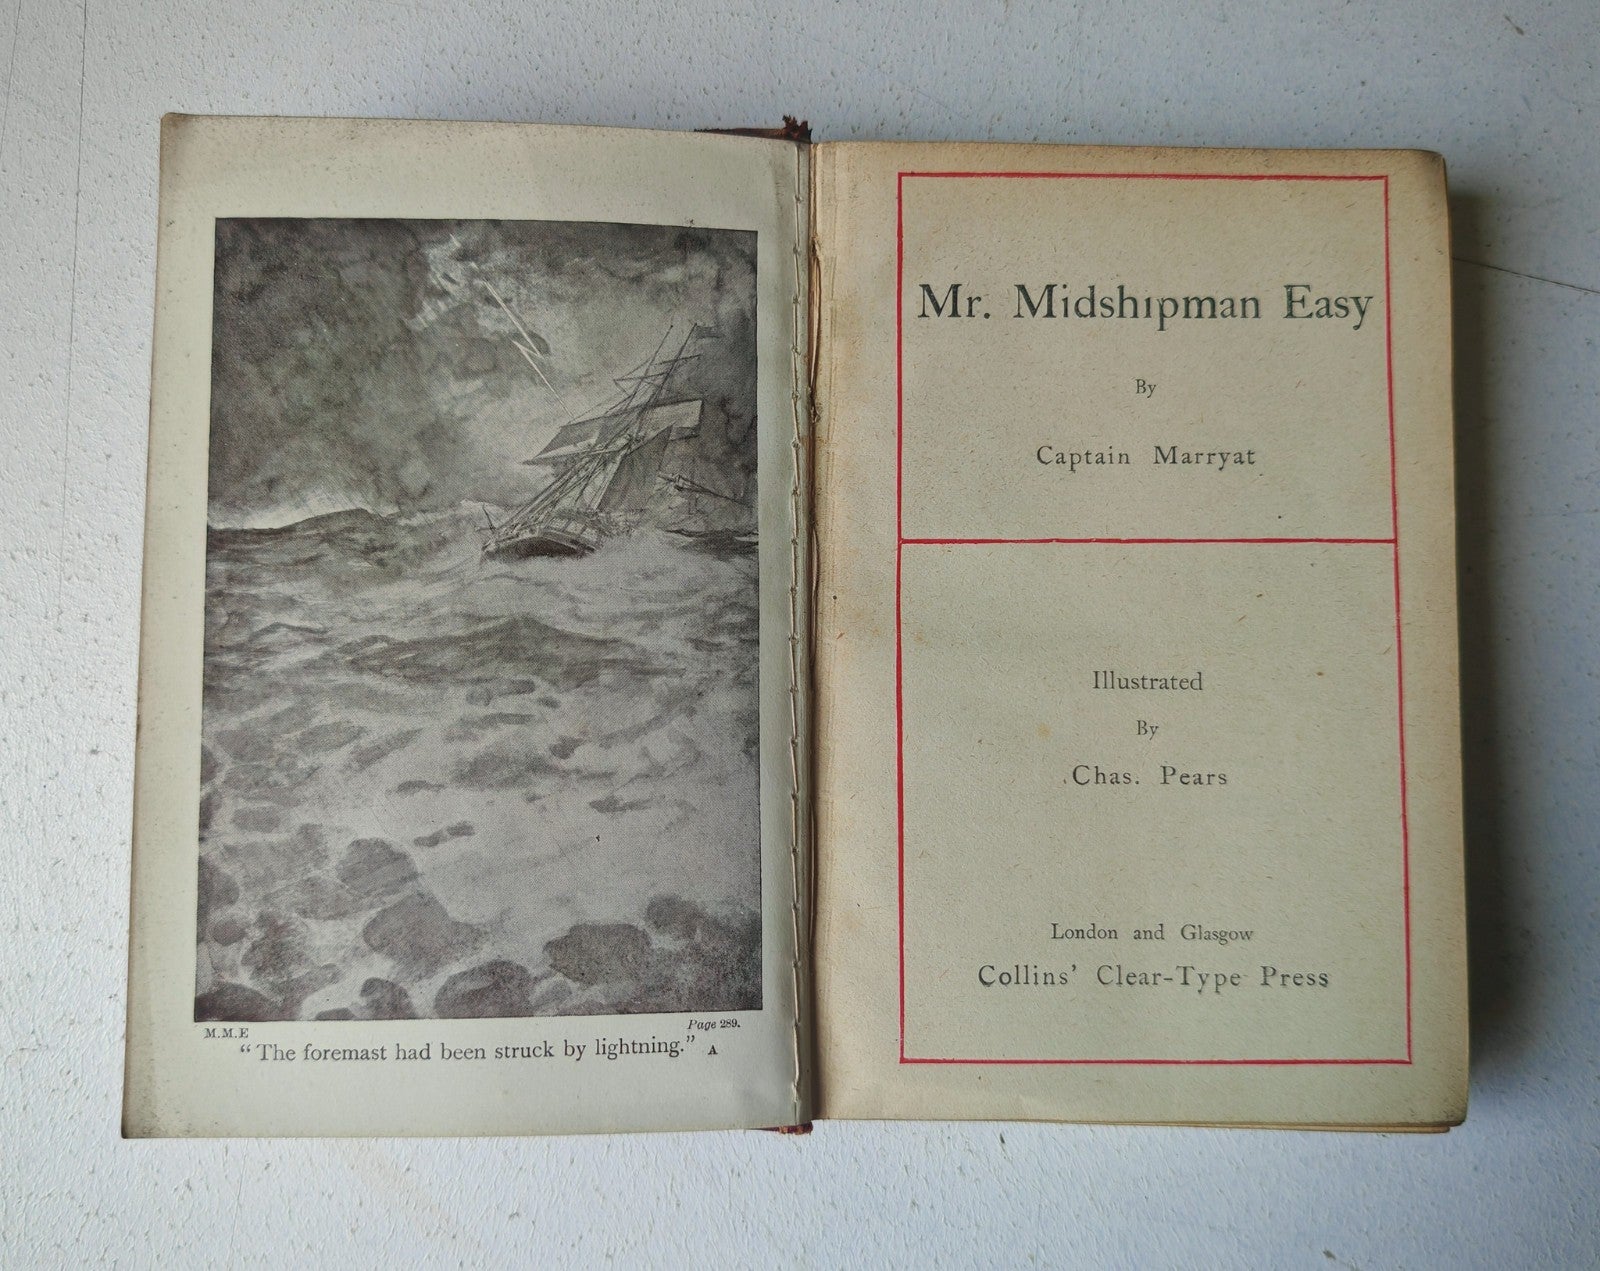 M.M.E
Page 289.
"The foremast had been struck by lightning." A
Mr. Midshipman Easy
By
Captain Marryat
Illustrated
By
Chas. Pears
London and Glasgow
Collins' Clear-Type Press